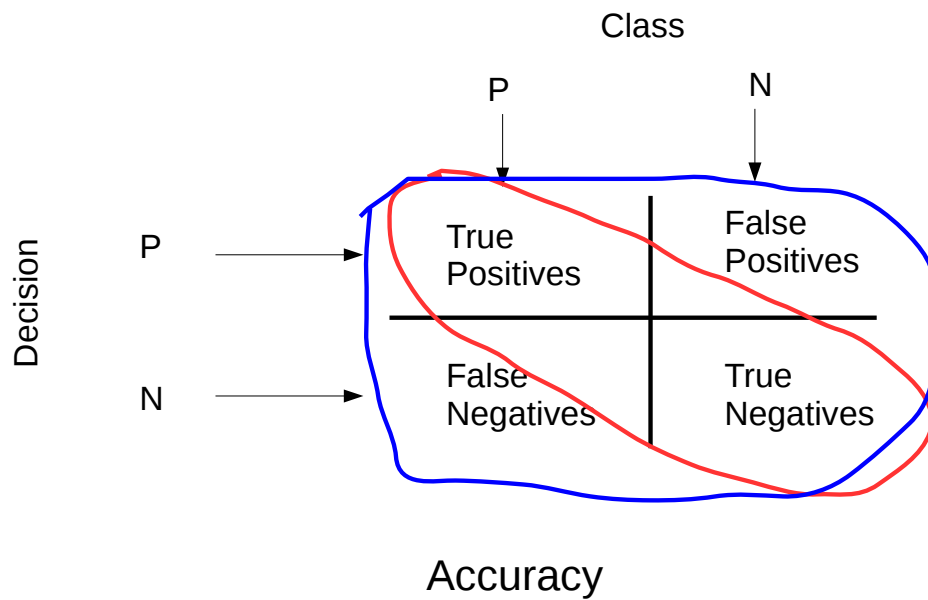 Class
P
N
Decision
P
True
Positives
False
Positives
N
False
Negatives
True
Negatives
Accuracy